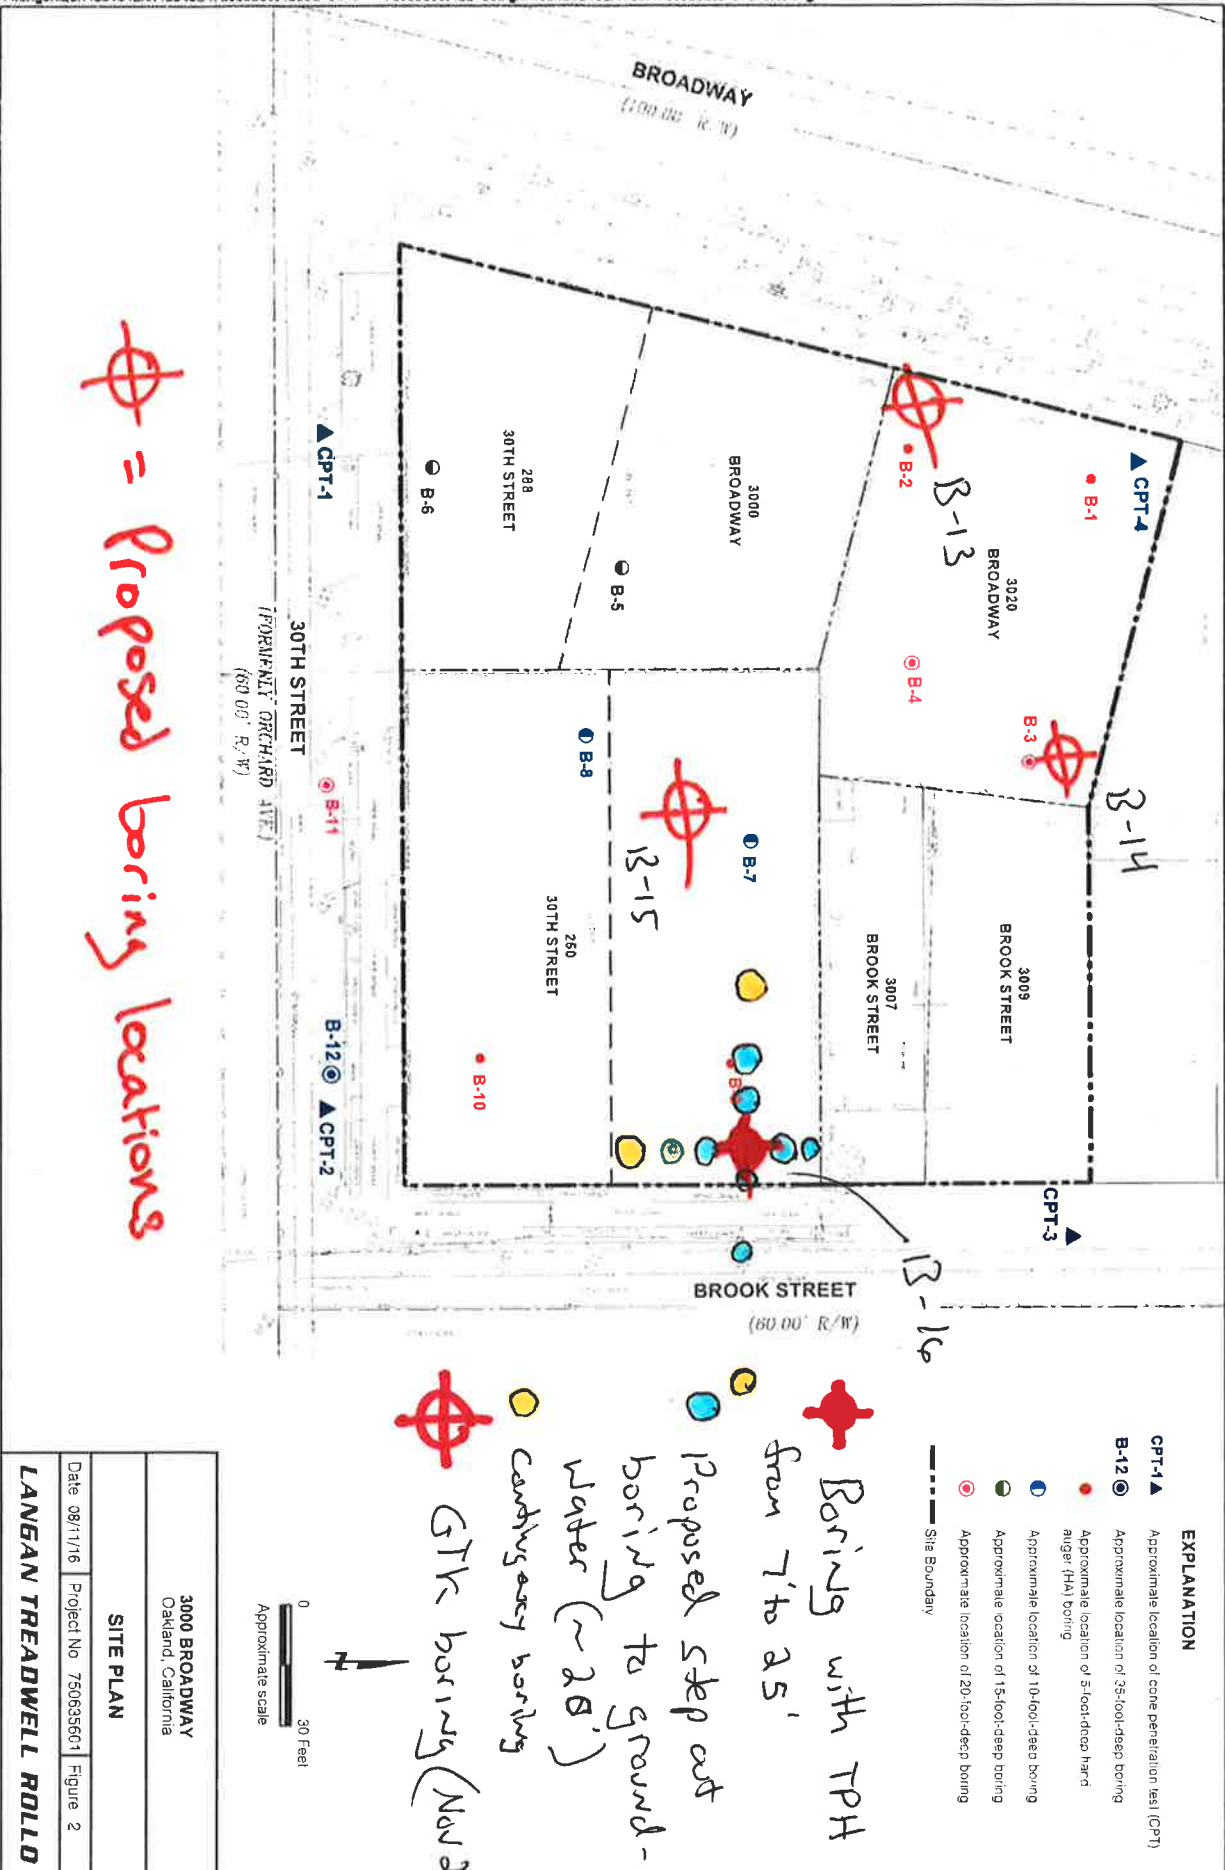 BROADWAY
(100.00' R/W)
CPT-4
B-1
B-2
B-13
3020
BROADWAY
B-4
B-3
B-14
3000
BROADWAY
B-5
288
30TH STREET
B-6
CPT-1
30TH STREET
(FORMERLY ORCHARD AVE.)
(60.00' R/W)
B-8
B-7
B-15
250
30TH STREET
3007
BROOK STREET
3009
BROOK STREET
B-11
B-10
B-12
CPT-2
CPT-3
B-16
BROOK STREET
(60.00' R/W)
= Proposed boring locations
EXPLANATION
CPT-1 Approximate location of cone penetration test (CPT)
B-12 Approximate location of 35-foot-deep boring
Approximate location of 5-foot-deep hand
auger (HA) boring
Approximate location of 10-foot-deep boring
Approximate location of 15-foot-deep boring
Approximate location of 20-foot-deep boring
Site Boundary
Boring with TPH
from 7' to 25'
Proposed step out
boring to ground-
water (~20')
boring
boring (Nov
0 30 Feet
Approximate scale
3000 BROADWAY
Oakland, California
SITE PLAN
Date 08/11/16 Project No 750635601 Figure 2
LANGAN TREADWELL ROLLO